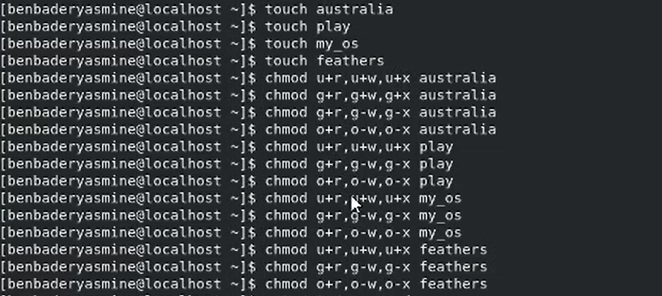 [benbaderyasmine@localhost ~]$ touch australia
[benbaderyasmine@localhost ~]$ touch play
[benbaderyasmine@localhost ~]$ touch my_os
[benbaderyasmine@localhost ~]$ touch feathers
[benbaderyasmine@localhost ~]$ chmod u+r,u+w,u+x australia
[benbaderyasmine@localhost ~]$ chmod g+r,g+w,g+x australia
[benbaderyasmine@localhost ~]$ chmod g+r,g-w,g-x australia
[benbaderyasmine@localhost ~]$ chmod o+r,o-w,o-x australia
[benbaderyasmine@localhost ~]$ chmod u+r,u+w,u+x play
[benbaderyasmine@localhost ~]$ chmod g+r,g-w,g-x play
[benbaderyasmine@localhost ~]$ chmod o+r,o-w,o-x play
[benbaderyasmine@localhost ~]$ chmod u+r,u+w,u+x my_os
[benbaderyasmine@localhost ~]$ chmod g+r,g-w,g-x my_os
[benbaderyasmine@localhost ~]$ chmod o+r,o-w,o-x my_os
[benbaderyasmine@localhost ~]$ chmod u+r,u+w,u+x feathers
[benbaderyasmine@localhost ~]$ chmod g+r,g-w,g-x feathers
[benbaderyasmine@localhost ~]$ chmod o+r,o-w,o-x feathers